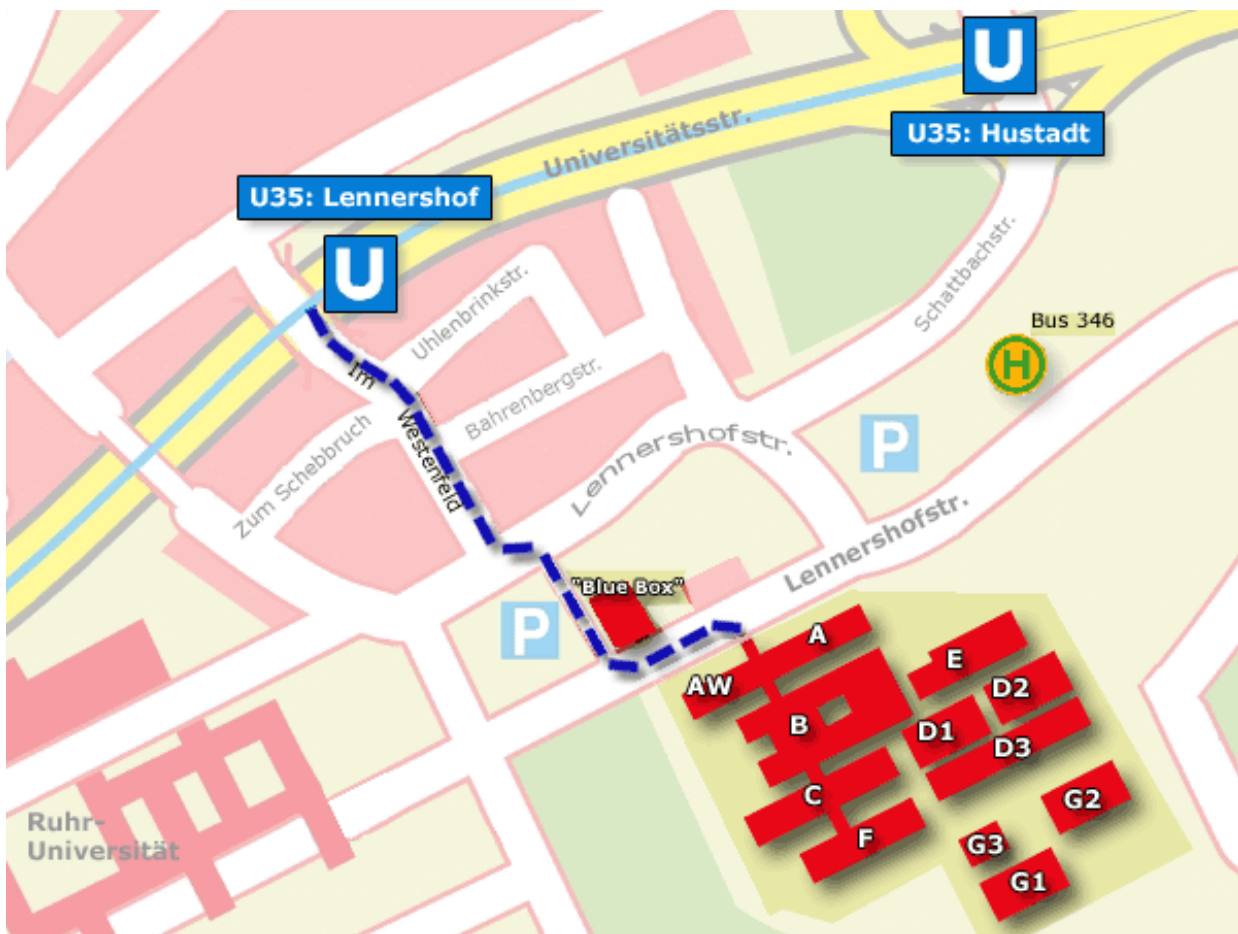 U
U35: Hustadt
Universitätsstr.
U35: Lennershof
U
Uhlenbrinkstr.
Schattbachstr.
Bus 346
H
Im
Westenfeld
Bahrenbergstr.
Zum Schebbruch
Lennershofstr.
P
Lennershofstr.
"Blue Box"
P
A
AW
E
D2
B
D1
D3
C
G2
F
G3
G1
Ruhr-
Universität